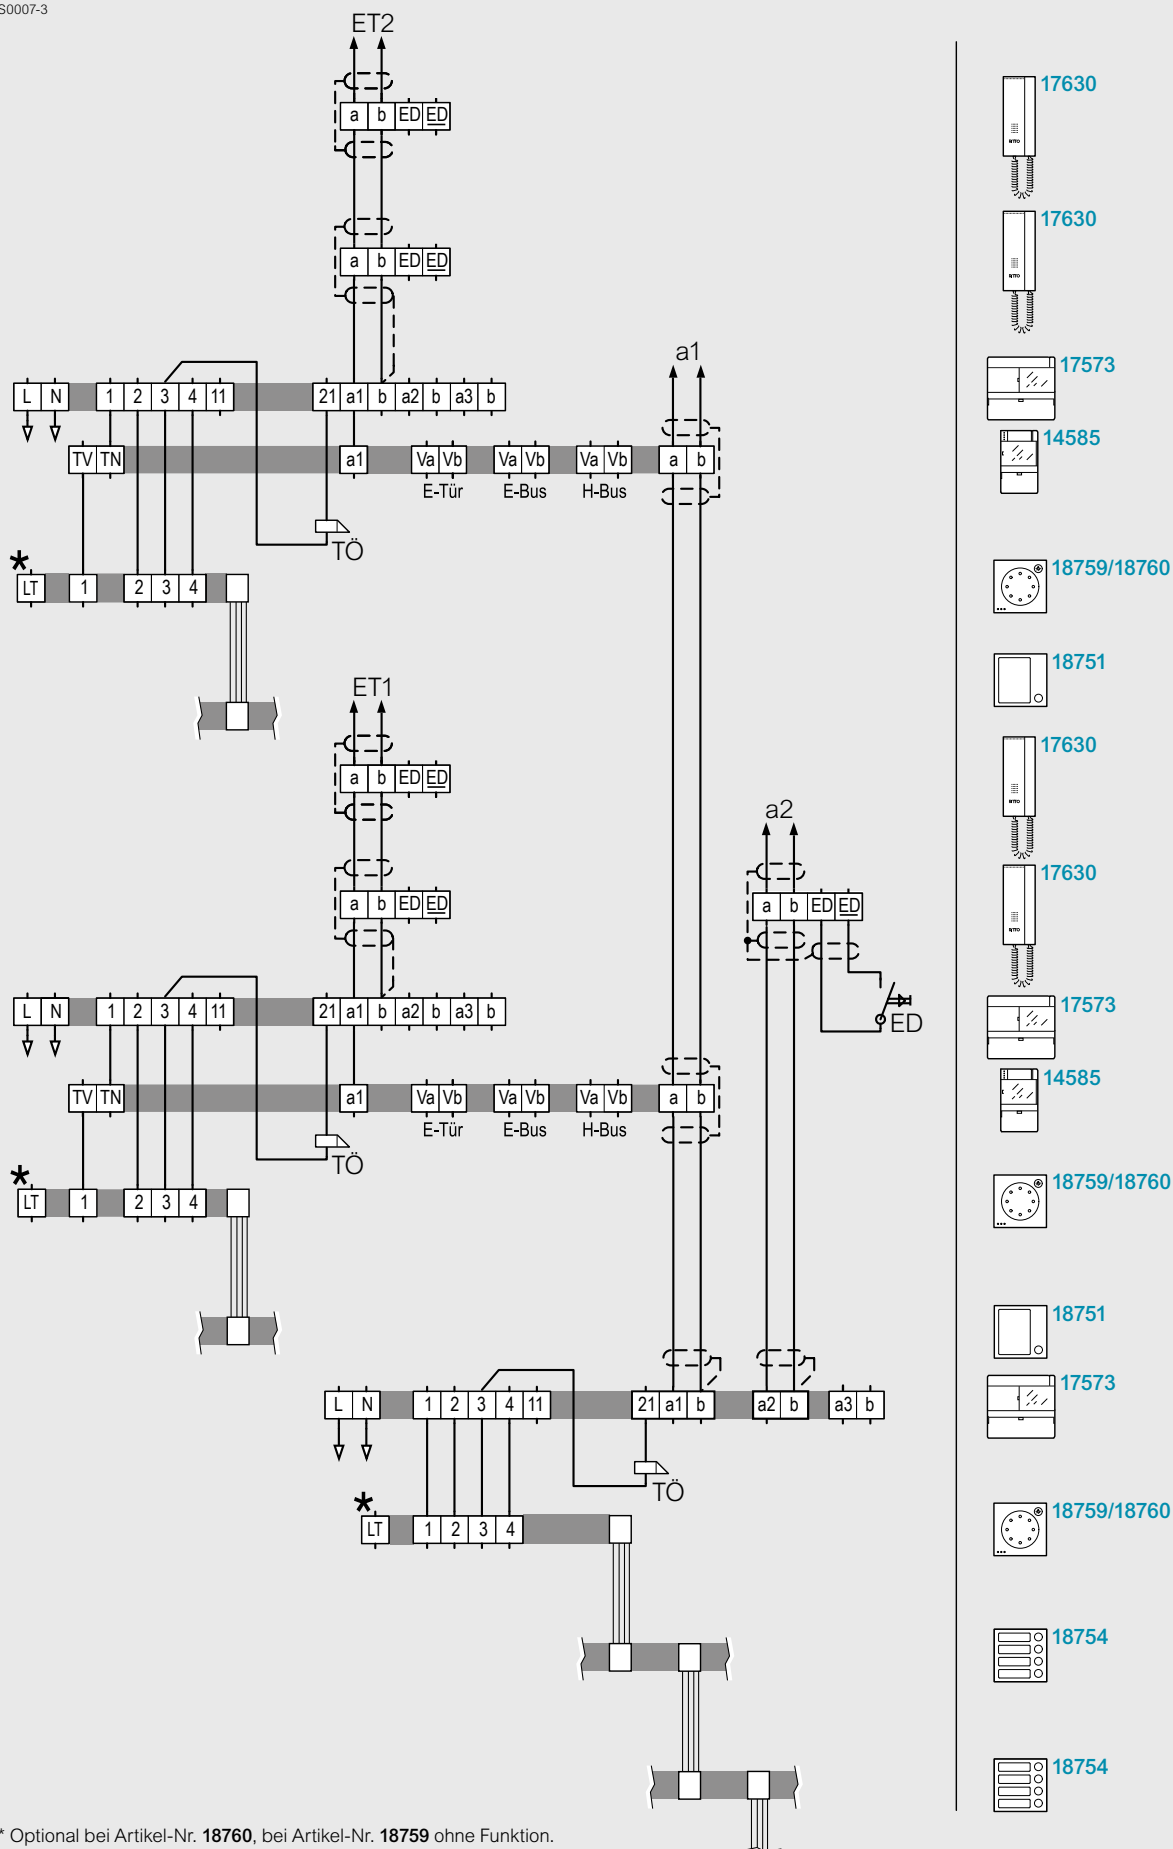 S0007-3
ET2
17630
a b ED ED
17630
a b ED ED
a1
17573
L N 1 2 3 4 11 21 a1 b a2 b a3 b
14585
TV TN a1 Va Vb Va Vb Va Vb a b
E-Tür E-Bus H-Bus
TÖ
*
18759/18760
LT 1 2 3 4
18751
ET1
17630
a b ED ED
a2
17630
a b ED ED
a b ED ED
17573
L N 1 2 3 4 11 21 a1 b a2 b a3 b
ED
14585
TV TN a1 Va Vb Va Vb Va Vb a b
E-Tür E-Bus H-Bus
TÖ
*
18759/18760
LT 1 2 3 4
18751
17573
L N 1 2 3 4 11 21 a1 b a2 b a3 b
TÖ
*
18759/18760
LT 1 2 3 4
18754
18754
* Optional bei Artikel-Nr. 18760, bei Artikel-Nr. 18759 ohne Funktion.